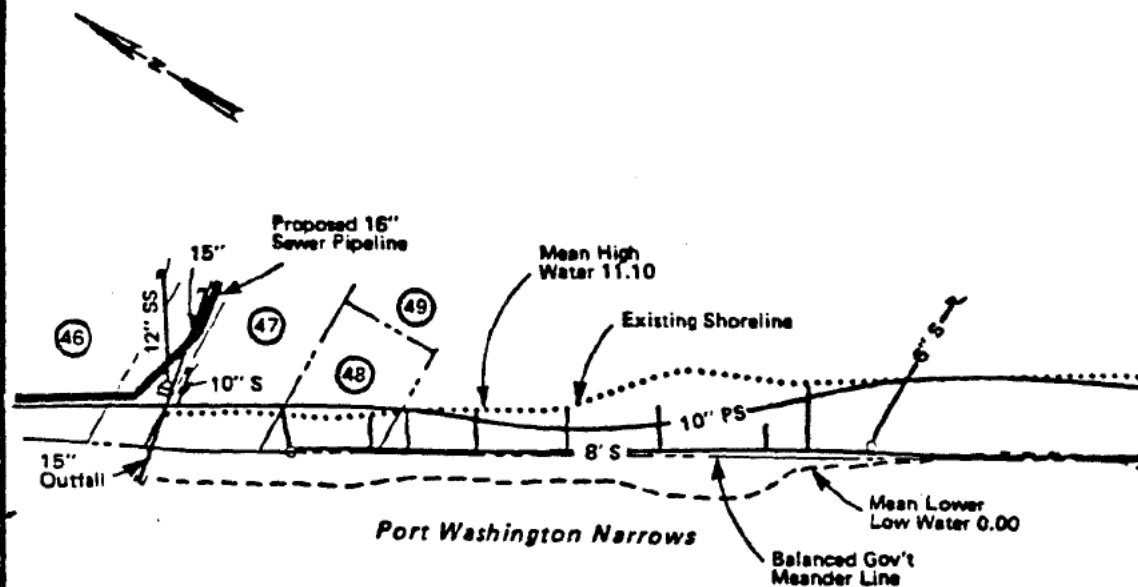 N
Proposed 16"
Sewer Pipeline
15"
12" SS
46
47
49
48
10" S
Mean High
Water 11.10
Existing Shoreline
6" S
10" PS
8' S
15"
Outfall
Mean Lower
Low Water 0.00
Port Washington Narrows
Balanced Gov't
Meander Line